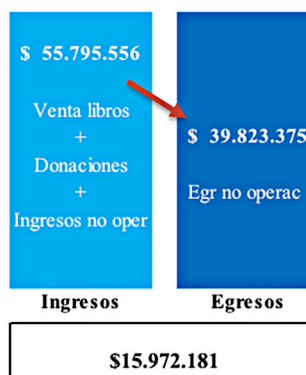 $ 55.795.556
Venta libros
+
Donaciones
+
Ingresos no oper
$ 39.823.375
Egr no operac
Ingresos
Egresos
$15.972.181